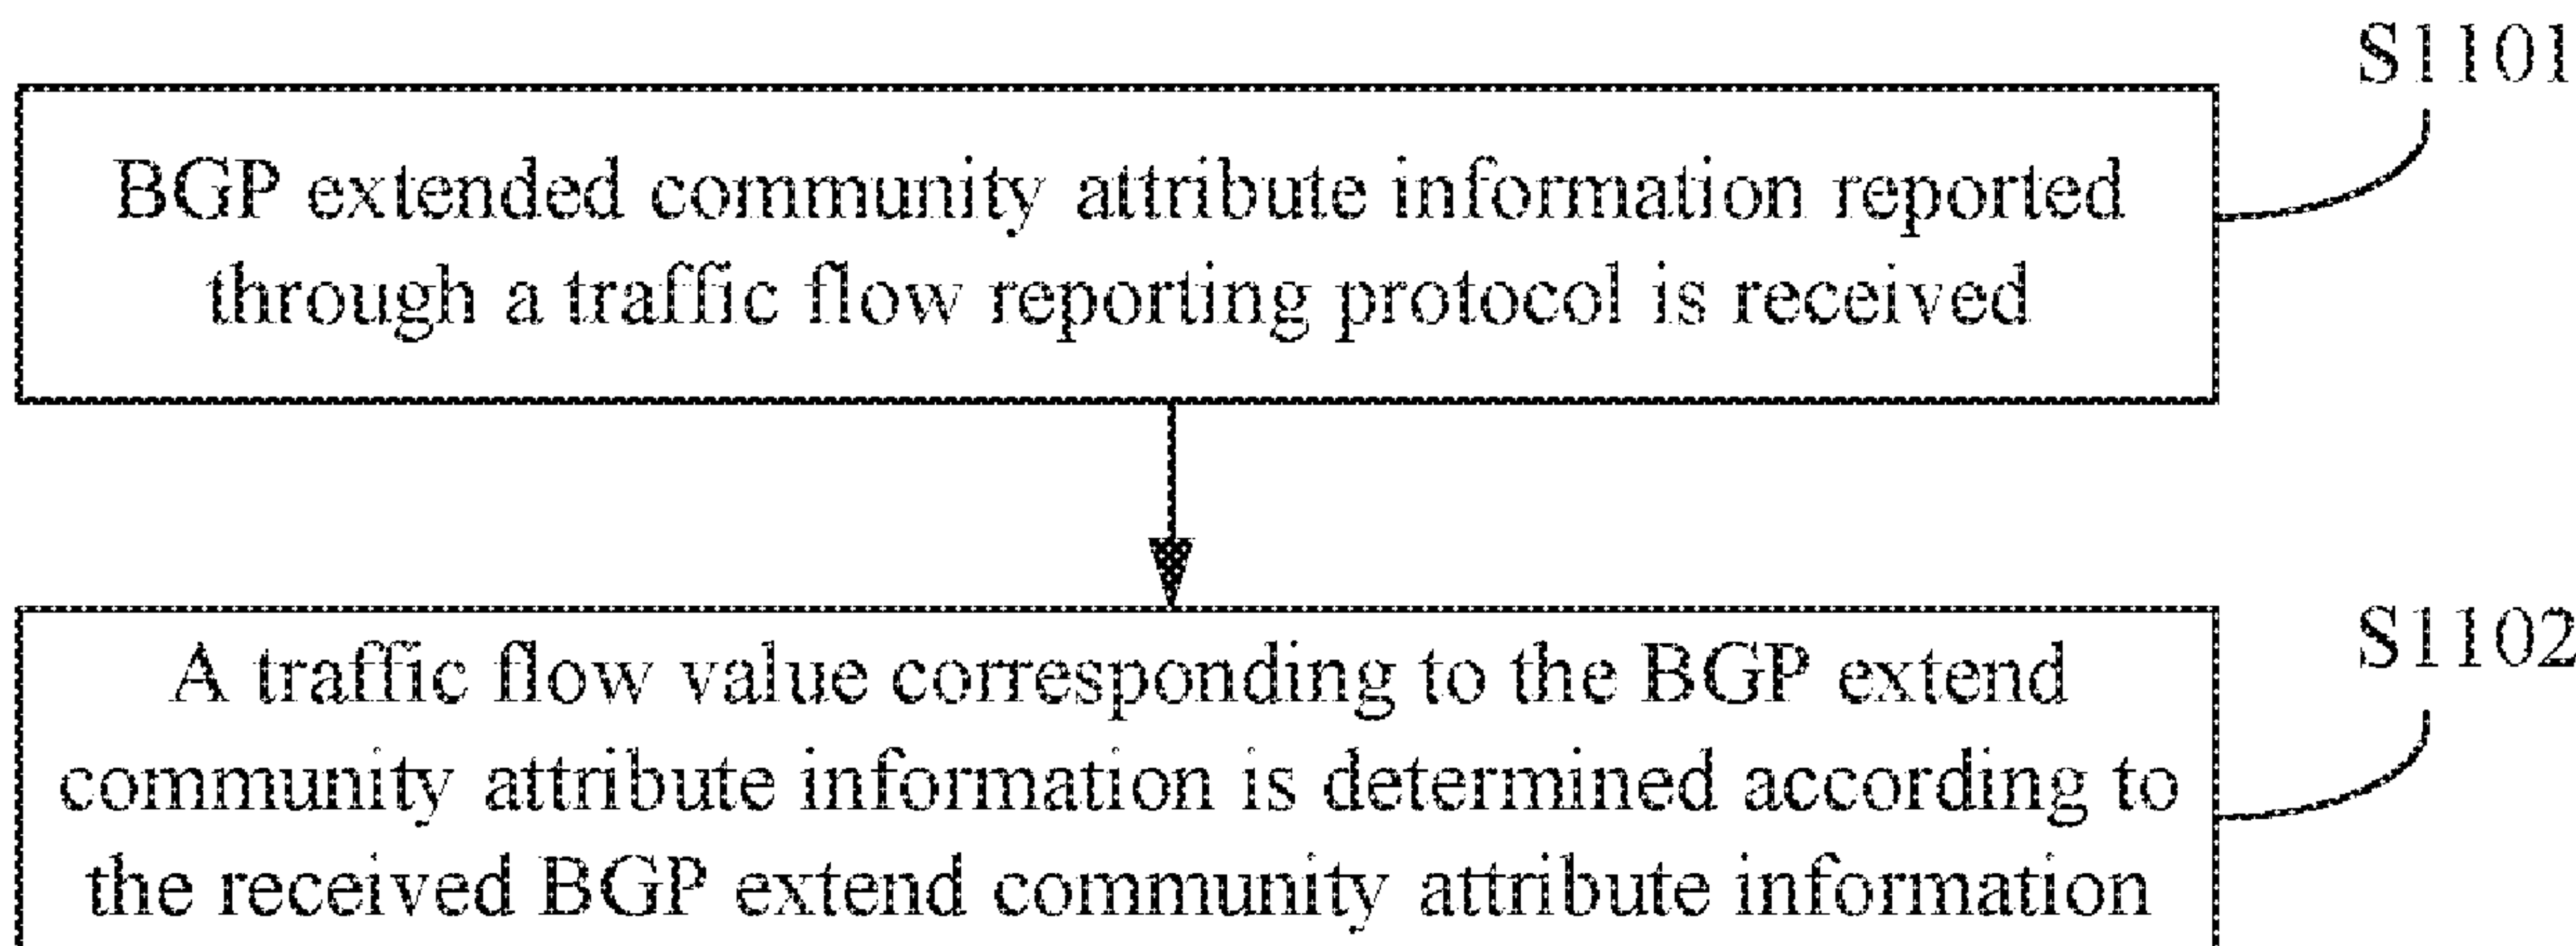 S1101
BGP extended community attribute information reported
through a traffic flow reporting protocol is received
S1102
A traffic flow value corresponding to the BGP extend
community attribute information is determined according to
the received BGP extend community attribute information